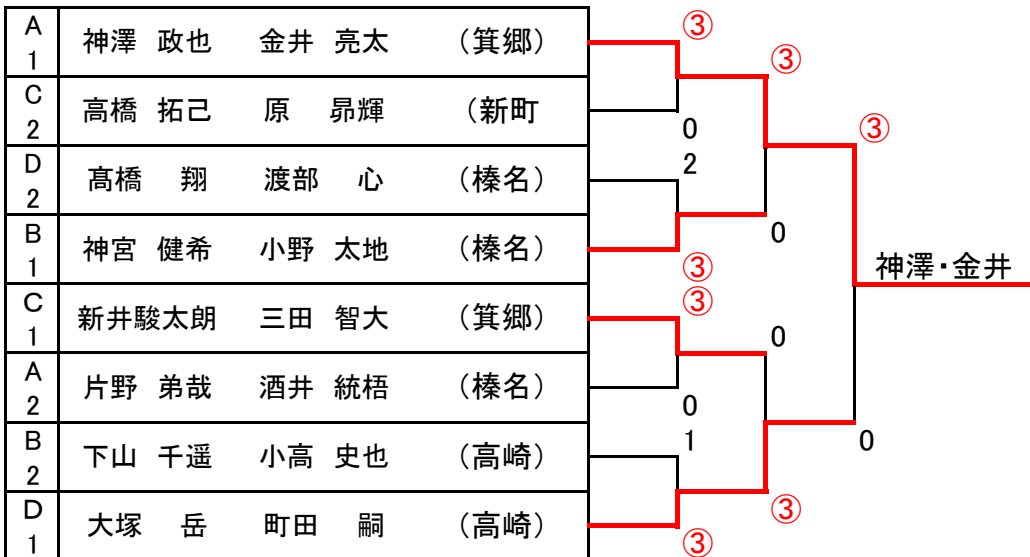 A
1
神澤 政也 金井 亮太 (箕郷)
C
2
高橋 拓己 原 昴輝 (新町
D
2
髙橋 翔 渡部 心 (榛名)
B
1
神宮 健希 小野 太地 (榛名)
C
1
新井駿太朗 三田 智大 (箕郷)
A
2
片野 弟哉 酒井 統梧 (榛名)
B
2
下山 千遥 小高 史也 (高崎)
D
1
大塚 岳 町田 嗣 (高崎)
③
0
2
③
③
0
1
③
③
0
0
③
③
0
神澤・金井